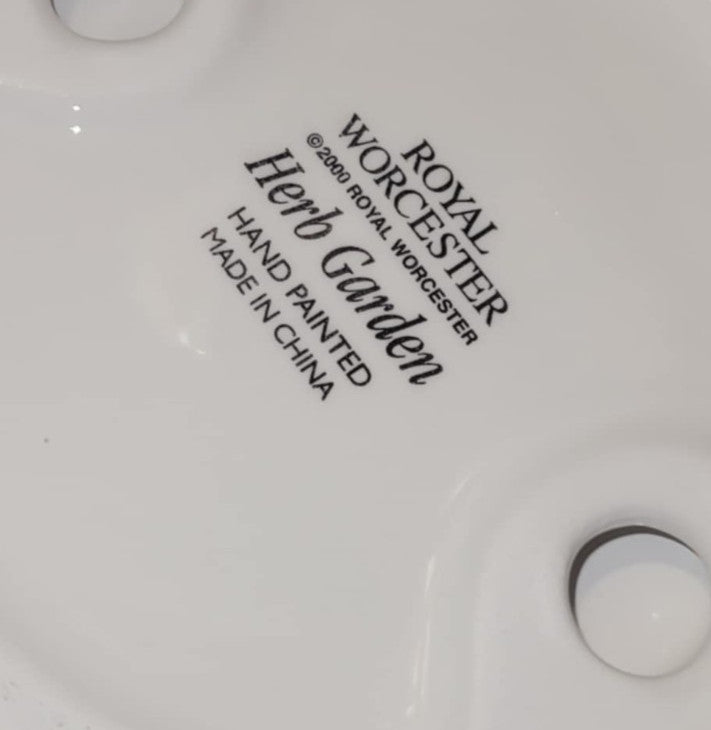 ROYAL
WORCESTER
©2000 ROYAL WORCESTER
Herb Garden
HAND PAINTED
MADE IN CHINA